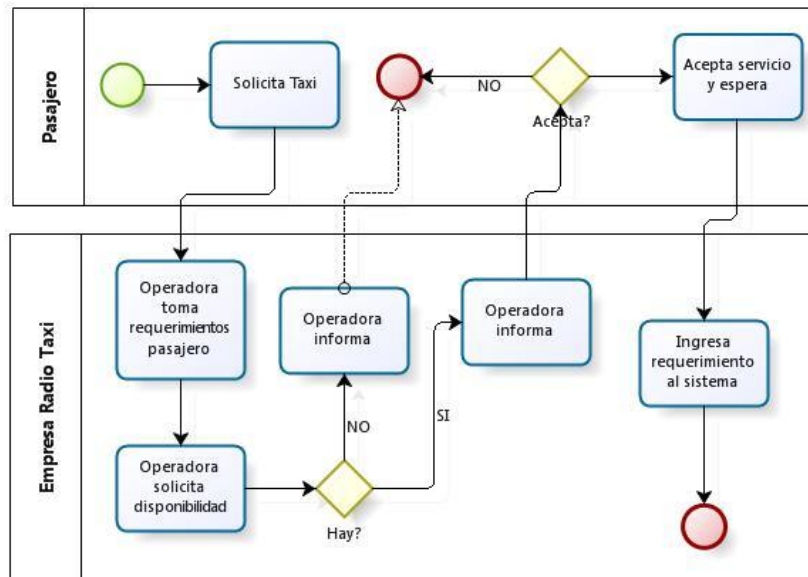 Pasajero
Solicita Taxi
NO
Acepta?
Acepta servicio
y espera
Empresa Radio Taxi
Operadora
toma
requerimientos
pasajero
Operadora
informa
Operadora
informa
Ingresa
requerimiento
al sistema
NO
SI
Operadora
solicita
disponibilidad
Hay?